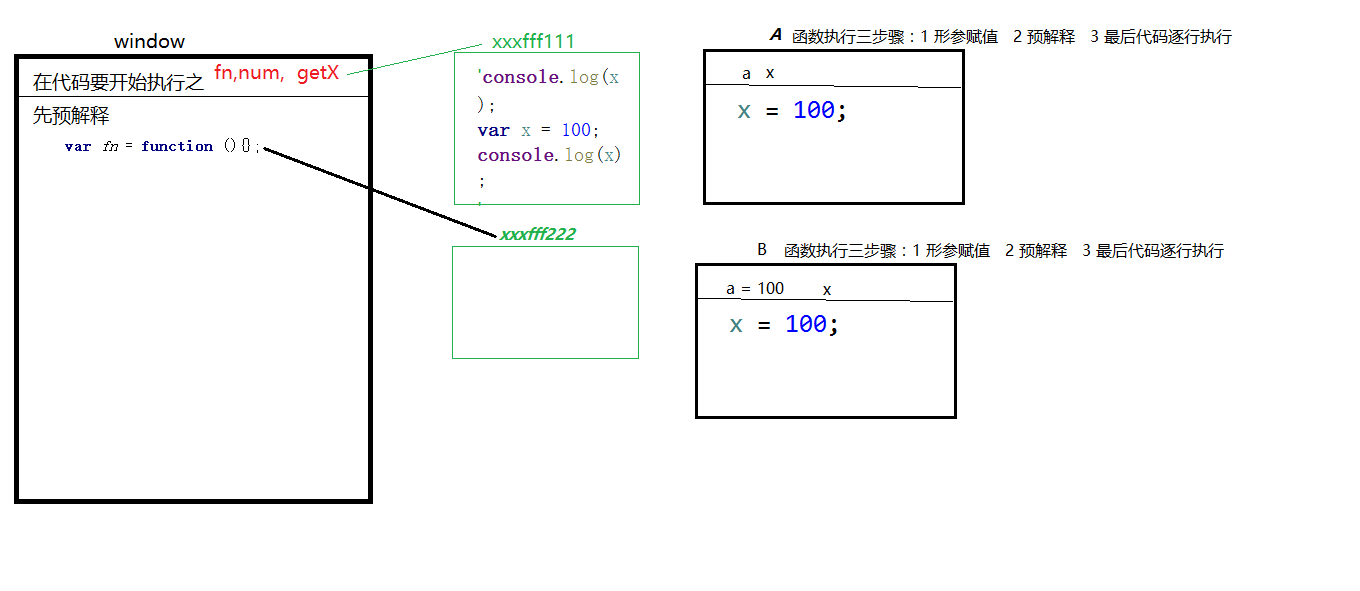 window
在代码要开始执行之 fn,num, getX
先预解释
var fn = function (){};
xxxfff111
'console.log(x
);
var x = 100;
console.log(x)
;
'
xxxfff222
A 函数执行三步骤：1 形参赋值 2 预解释 3 最后代码逐行执行
a x
x = 100;
B 函数执行三步骤：1 形参赋值 2 预解释 3 最后代码逐行执行
a = 100 x
x = 100;